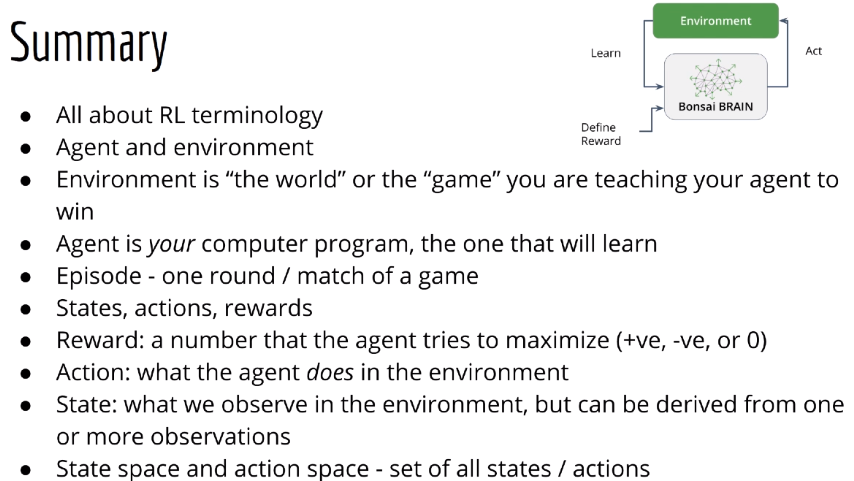 Summary
Environment
Learn
Act
Bonsai BRAIN
Define
Reward
● All about RL terminology
● Agent and environment
● Environment is “the world” or the “game” you are teaching your agent to
win
● Agent is your computer program, the one that will learn
● Episode - one round / match of a game
● States, actions, rewards
● Reward: a number that the agent tries to maximize (+ve, -ve, or 0)
● Action: what the agent does in the environment
● State: what we observe in the environment, but can be derived from one
or more observations
● State space and action space - set of all states / actions